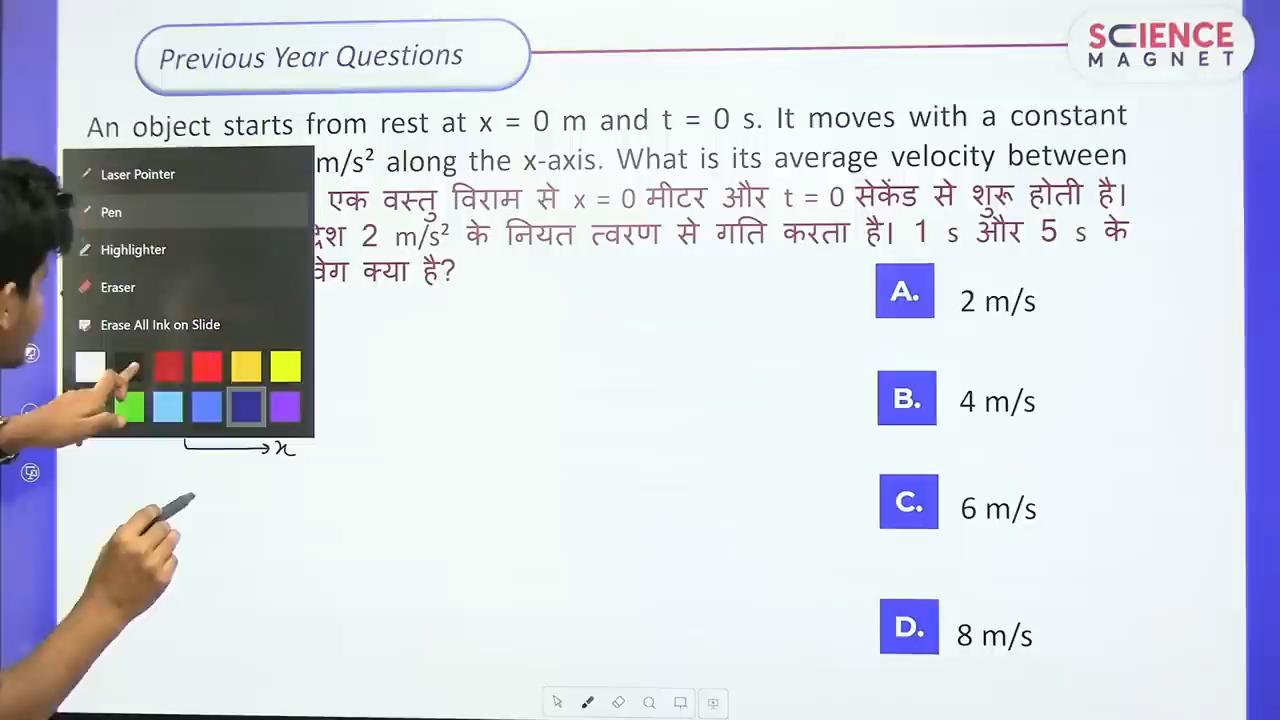 Previous Year Questions
SCIENCE
MAGNET
An object starts from rest at x = 0 m and t = 0 s. It moves with a constant
m/s² along the x-axis. What is its average velocity between
एक वस्तु विराम से x = 0 मीटर और t = 0 सेकेंड से शुरू होती है।
2 m/s² के नियत त्वरण से गति करता है। 1 s और 5 s के
क्या है?
Laser Pointer
Pen
Highlighter
Eraser
Erase All Ink on Slide
x
A. 2 m/s
B. 4 m/s
C. 6 m/s
D. 8 m/s